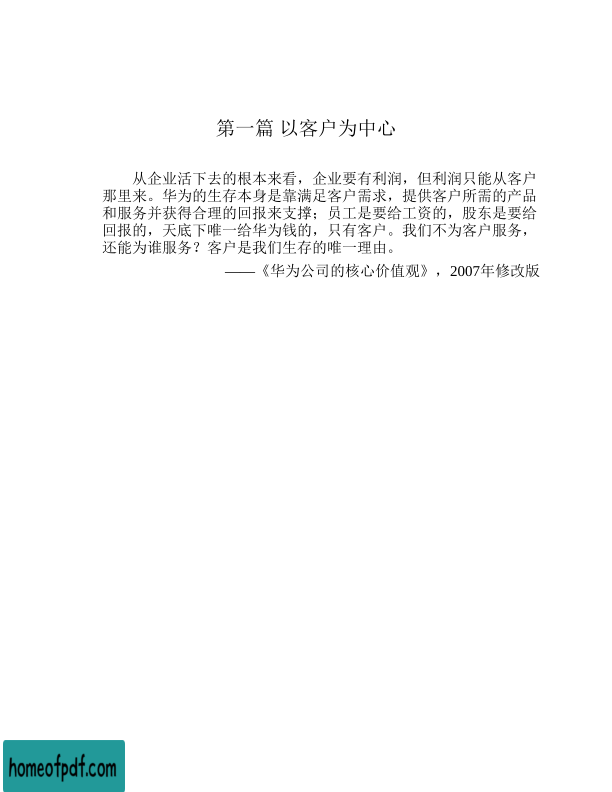 第一篇 以客户为中心
从企业活下去的根本来看，企业要有利润，但利润只能从客户
那里来。华为的生存本身是靠满足客户需求，提供客户所需的产品
和服务并获得合理的回报来支撑；员工是要给工资的，股东是要给
回报的，天底下唯一给华为钱的，只有客户。我们不为客户服务，
还能为谁服务？客户是我们生存的唯一理由。
——《华为公司的核心价值观》，2007年修改版
homeofpdf.com